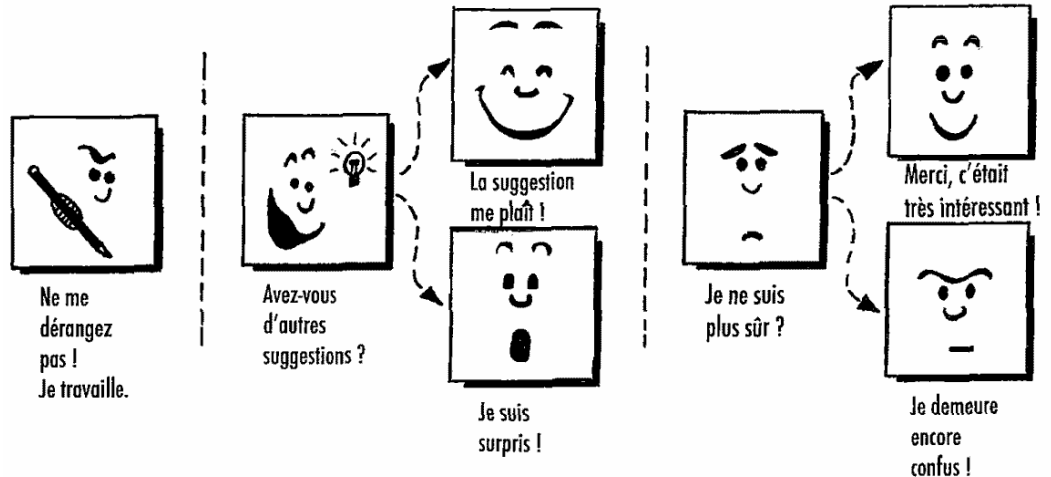 Ne me
dérangez
pas !
Je travaille.
Avez-vous
d'autres
suggestions ?
La suggestion
me plaît !
Je suis
surpris !
Je ne suis
plus sûr ?
Merci, c'était
très intéressant !
Je demeure
encore
confus !